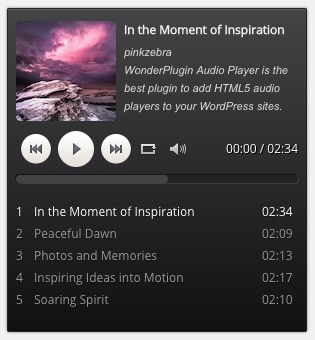 In the Moment of Inspiration
pinkzebra
WonderPlugin Audio Player is the
best plugin to add HTML5 audio
players to your WordPress sites.
00:00 / 02:34
1 In the Moment of Inspiration 02:34
2 Peaceful Dawn 02:09
3 Photos and Memories 02:13
4 Inspiring Ideas into Motion 02:17
5 Soaring Spirit 02:10